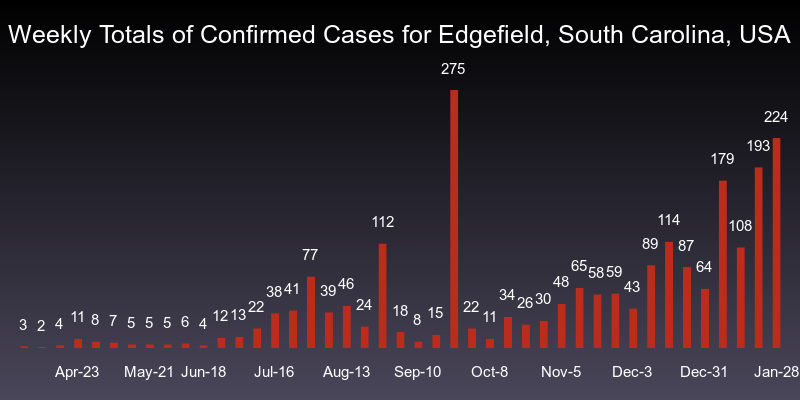 Weekly Totals of Confirmed Cases for Edgefield, South Carolina, USA
3 2 4 11 8 7 5 5 5 6 4 12 13 22 38 41 77 39 46 24 112 18 8 15 275 22 11 34 26 30 48 65 58 59 43 89 114 87 64 179 108 193 224
Apr-23 May-21 Jun-18 Jul-16 Aug-13 Sep-10 Oct-8 Nov-5 Dec-3 Dec-31 Jan-28